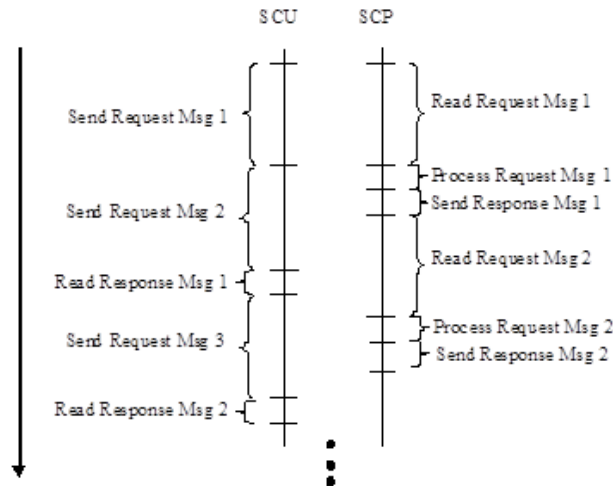 SCU
SCP
Send Request Msg 1
Read Request Msg 1
Process Request Msg 1
Send Response Msg 1
Send Request Msg 2
Read Request Msg 2
Read Response Msg 1
Process Request Msg 2
Send Request Msg 3
Send Response Msg 2
Read Response Msg 2